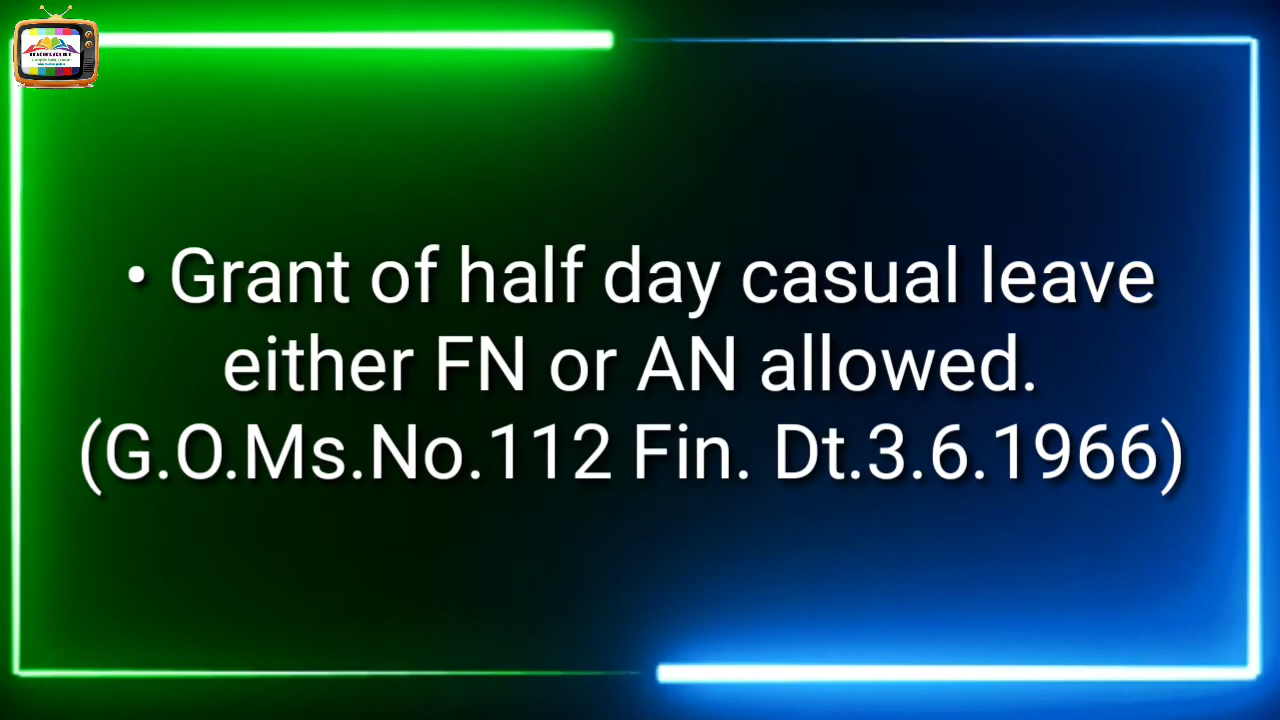 • Grant of half day casual leave
either FN or AN allowed.
(G.O.Ms.No.112 Fin. Dt.3.6.1966)